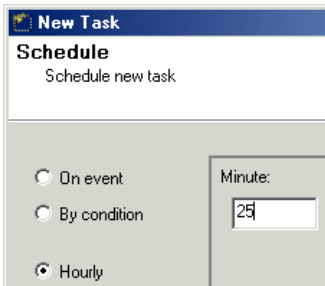 New Task
Schedule
Schedule new task
On event
Minute:
By condition
25
Hourly